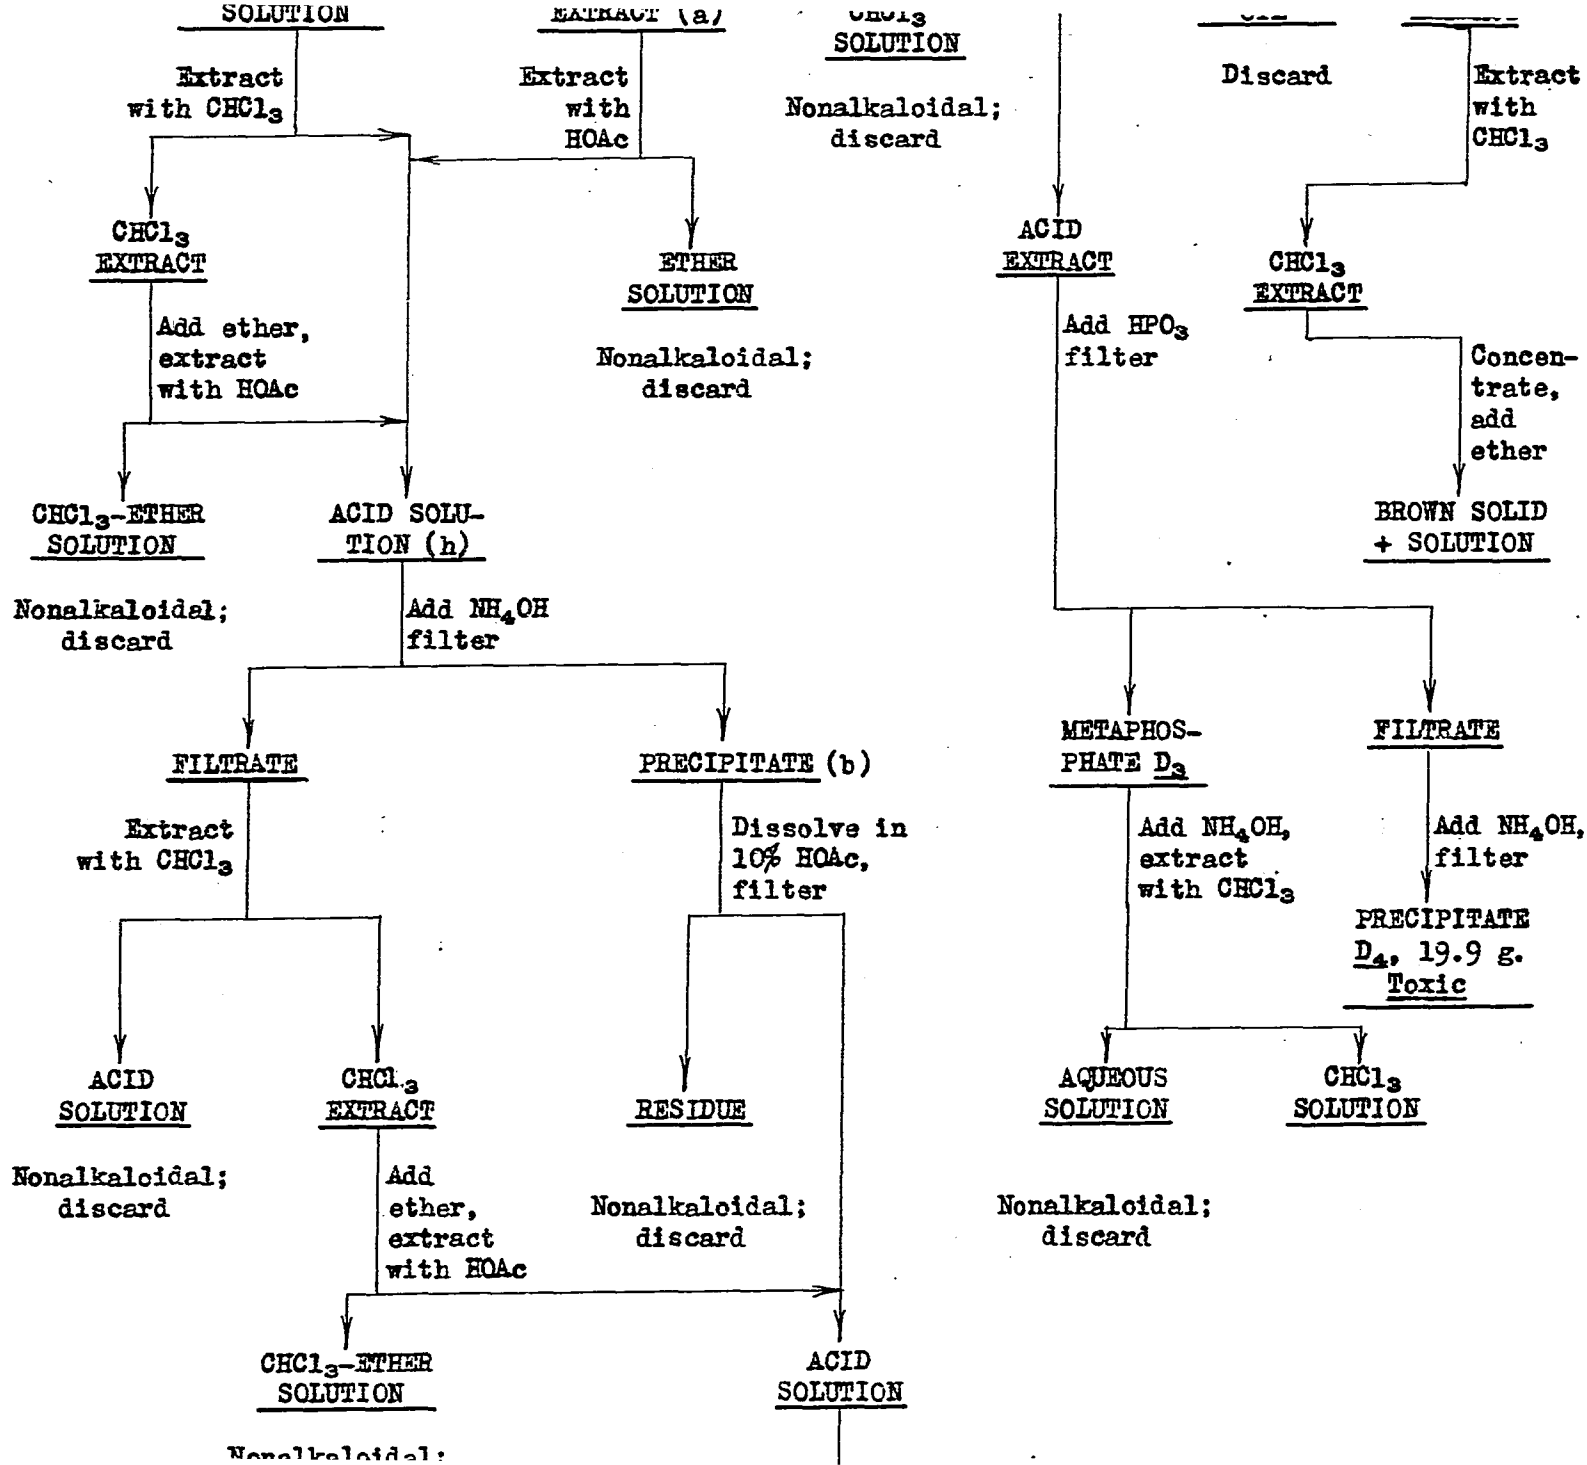 SOLUTION
Extract
with CHCl3
CHCl3
EXTRACT
Add ether,
extract
with HOAc
CHCl3-ETHER
SOLUTION
Nonalkaloidal;
discard
EXTRACT (a)
Extract
with
HOAc
ETHER
SOLUTION
Nonalkaloidal;
discard
ACID SOLU-
TION (h)
Add NH4OH
filter
FILTRATE
Extract
with CHCl3
ACID
SOLUTION
Nonalkaloidal;
discard
CHCl3
EXTRACT
Add
ether,
extract
with HOAc
CHCl3-ETHER
SOLUTION
Nonalkaloidal;
PRECIPITATE (b)
Dissolve in
10% HOAc,
filter
RESIDUE
Nonalkaloidal;
discard
ACID
SOLUTION
CHCl3
SOLUTION
Nonalkaloidal;
discard
ACID
EXTRACT
Add HPO3
filter
METAPHOS-
PHATE D3
Add NH4OH,
extract
with CHCl3
AQUEOUS
SOLUTION
Nonalkaloidal;
discard
CHCl3
SOLUTION
FILTRATE
Add NH4OH,
filter
PRECIPITATE
D4, 19.9 g.
Toxic
Discard
Extract
with
CHCl3
CHCl3
EXTRACT
Concen-
trate,
add
ether
BROWN SOLID
+ SOLUTION